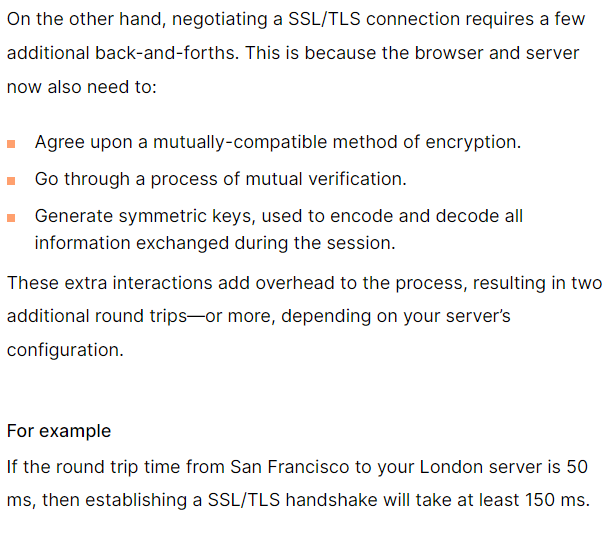 On the other hand, negotiating a SSL/TLS connection requires a few
additional back-and-forths. This is because the browser and server
now also need to:
Agree upon a mutually-compatible method of encryption.
Go through a process of mutual verification.
Generate symmetric keys, used to encode and decode all
information exchanged during the session.
These extra interactions add overhead to the process, resulting in two
additional round trips—or more, depending on your server’s
configuration.
For example
If the round trip time from San Francisco to your London server is 50
ms, then establishing a SSL/TLS handshake will take at least 150 ms.